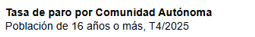 Tasa de paro por Comunidad Autónoma
Población de 16 años o más, T4/2025